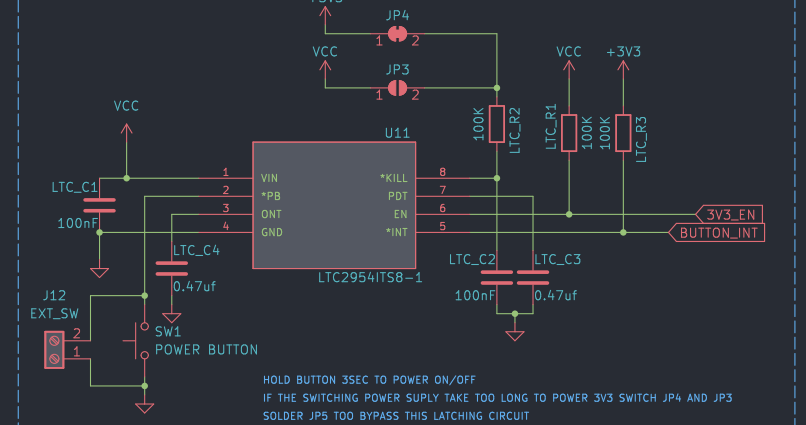 JP4
1 2
VCC
JP3
1 2
VCC
+3V3
100K
LTC_R2
LTC_R1
100K
100K
LTC_R3
VCC
U11
1 VIN
2 *PB
3 ONT
4 GND
*KILL 8
PDT 7
EN 6
*INT 5
LTC2954ITS8-1
3V3_EN
BUTTON_INT
LTC_C1
100nF
LTC_C4
0.47uf
LTC_C2
100nF
LTC_C3
0.47uf
J12
EXT_SW
2
1
SW1
POWER BUTTON
HOLD BUTTON 3SEC TO POWER ON/OFF
IF THE SWITCHING POWER SUPLY TAKE TOO LONG TO POWER 3V3 SWITCH JP4 AND JP3
SOLDER JP5 TOO BYPASS THIS LATCHING CIRCUIT